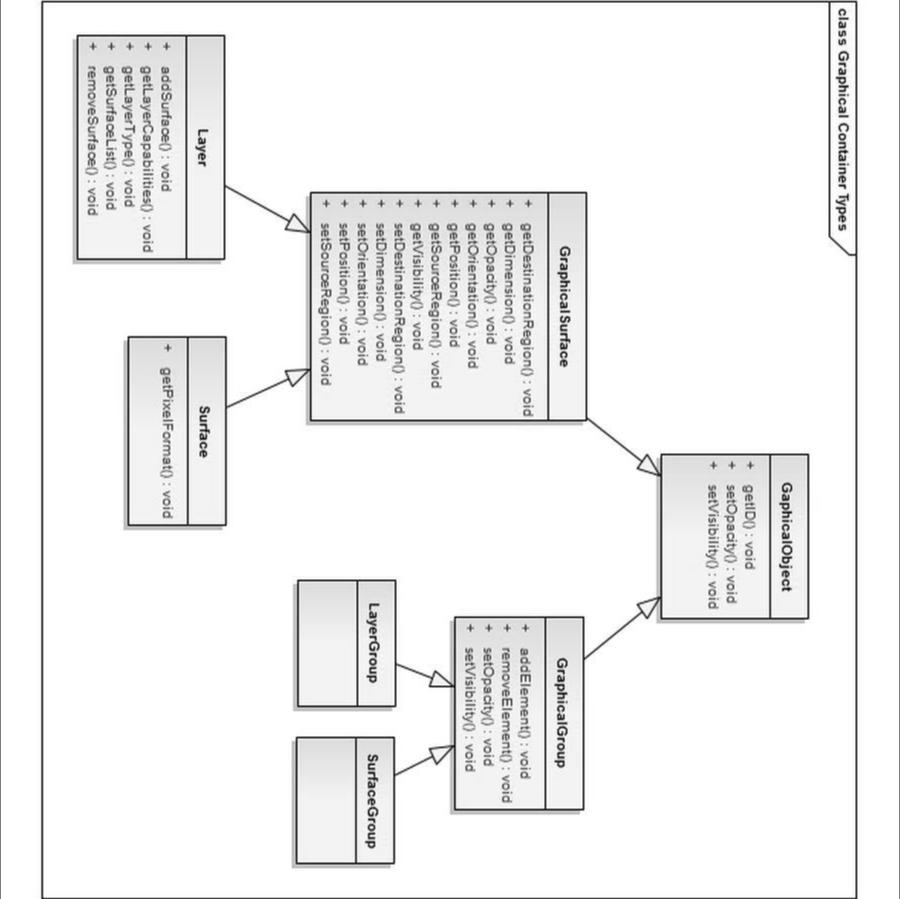 class Graphical Container Types
GaphicalObject
+ getID() : void
+ setOpacity() : void
+ setVisibility() : void
GraphicalSurface
+ getDestinationRegion() : void
+ getDimension() : void
+ getOpacity() : void
+ getOrientation() : void
+ getPosition() : void
+ getSourceRegion() : void
+ getVisibility() : void
+ setDestinationRegion() : void
+ setDimension() : void
+ setOrientation() : void
+ setPosition() : void
+ setSourceRegion() : void
GraphicalGroup
+ addElement() : void
+ removeElement() : void
+ setOpacity() : void
+ setVisibility() : void
Layer
+ addSurface() : void
+ getLayerCapabilities() : void
+ getLayerType() : void
+ getSurfaceList() : void
+ removeSurface() : void
Surface
+ getPixelFormat() : void
LayerGroup
SurfaceGroup